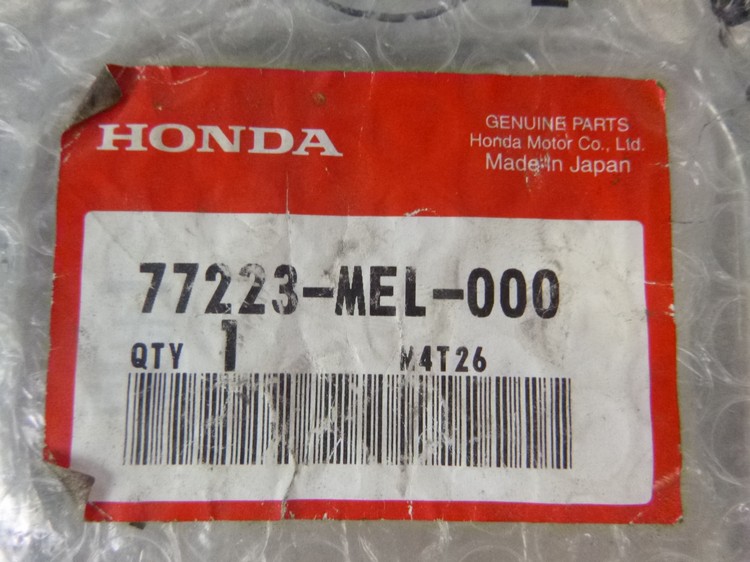 HONDA
GENUINE PARTS
Honda Motor Co., Ltd.
Made in Japan
77223-MEL-000
QTY 1 M4T26